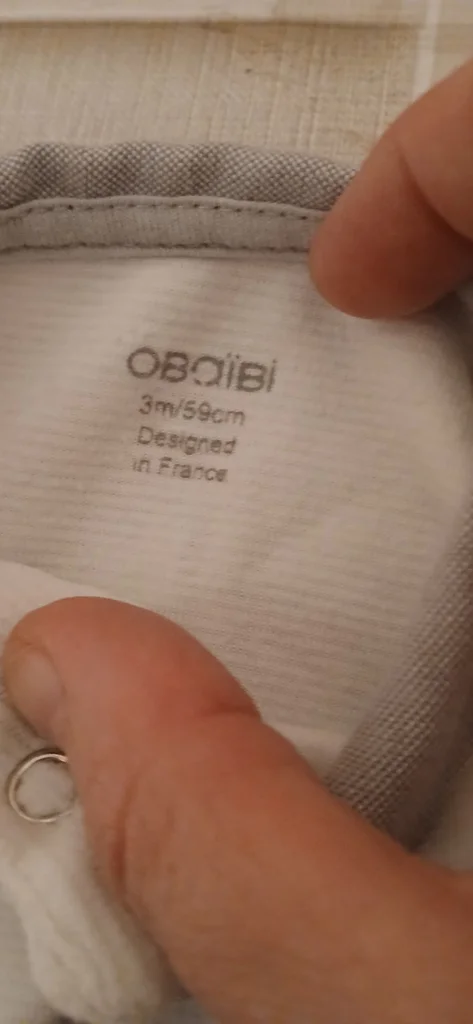 OBAÏBI
3m/59cm
Designed
in France